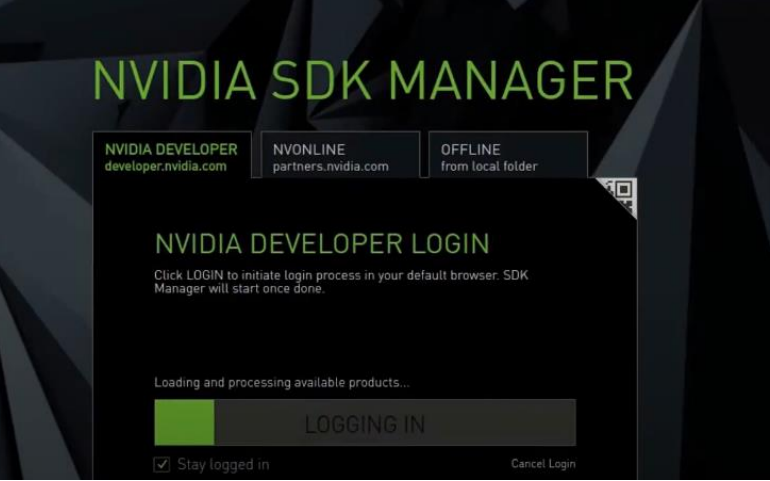 NVIDIA SDK MANAGER
NVIDIA DEVELOPER
developer.nvidia.com
NVONLINE
partners.nvidia.com
OFFLINE
from local folder
NVIDIA DEVELOPER LOGIN
Click LOGIN to initiate login process in your default browser. SDK
Manager will start once done.
Loading and processing available products...
LOGGING IN
Stay logged in
Cancel Login